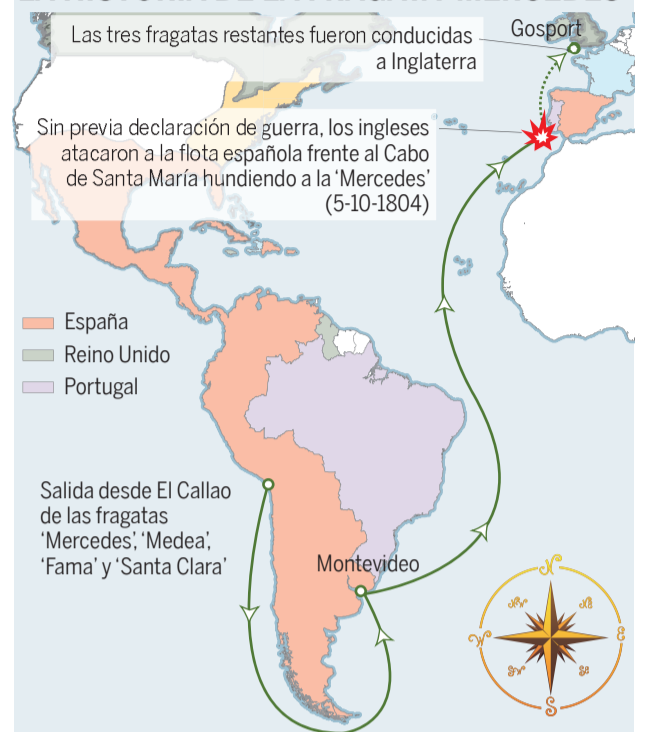 Las tres fragatas restantes fueron conducidas
a Inglaterra
Gosport
Sin previa declaración de guerra, los ingleses
atacaron a la flota española frente al Cabo
de Santa María hundiendo a la ‘Mercedes’
(5-10-1804)
España
Reino Unido
Portugal
Salida desde El Callao
de las fragatas
‘Mercedes’, ‘Medea’,
‘Fama’ y ‘Santa Clara’
Montevideo
N
W
E
S